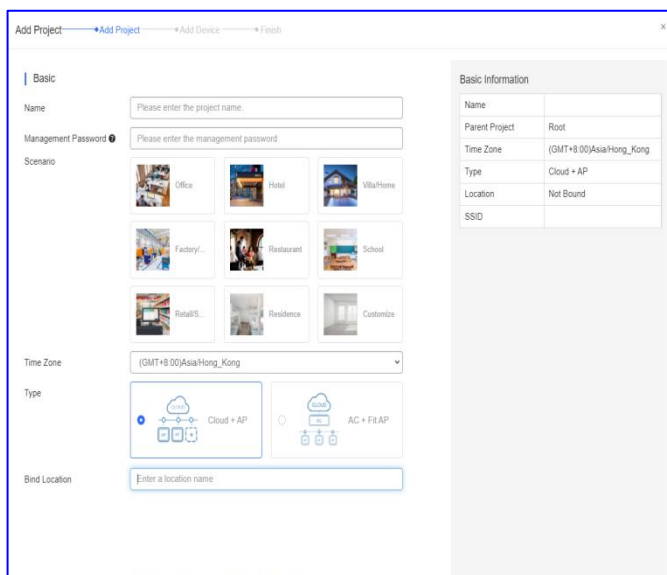 Add Project Add Project Add Device Finish ×
Basic
Name Please enter the project name.
Management Password Please enter the management password
Scenario
Office Hotel Villa/Home
Factory/... Restaurant School
Retail/S... Residence Customize
Time Zone (GMT+8:00)Asia/Hong_Kong
Type
CLOUD Cloud + AP CLOUD AC AC + Fit AP
Bind Location Enter a location name
Basic Information
Name
Parent Project Root
Time Zone (GMT+8:00)Asia/Hong_Kong
Type Cloud + AP
Location Not Bound
SSID